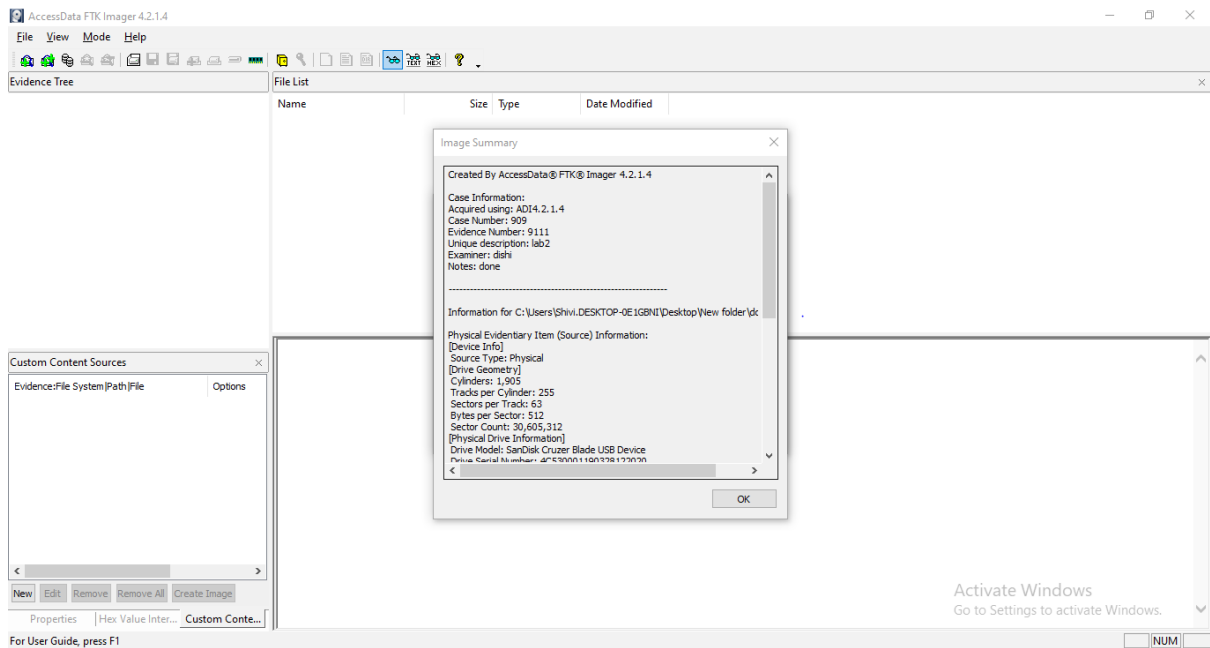 AccessData FTK Imager 4.2.1.4
File View Mode Help
Evidence Tree
File List
Name Size Type Date Modified
Image Summary
Created By AccessData® FTK® Imager 4.2.1.4
Case Information:
Acquired using: ADI4.2.1.4
Case Number: 909
Evidence Number: 9111
Unique description: lab2
Examiner: dishi
Notes: done
--------------------------------------------------------------
Information for C:\Users\Shivi.DESKTOP-0E1GBNI\Desktop\New folder\dc
Physical Evidentiary Item (Source) Information:
[Device Info]
Source Type: Physical
[Drive Geometry]
Cylinders: 1,905
Tracks per Cylinder: 255
Sectors per Track: 63
Bytes per Sector: 512
Sector Count: 30,605,312
[Physical Drive Information]
Drive Model: SanDisk Cruzer Blade USB Device
Drive Serial Number: 4C530001190328122020
OK
Custom Content Sources
Evidence:File System|Path|File Options
New Edit Remove Remove All Create Image
Properties Hex Value Inter... Custom Conte...
Activate Windows
Go to Settings to activate Windows.
For User Guide, press F1
NUM